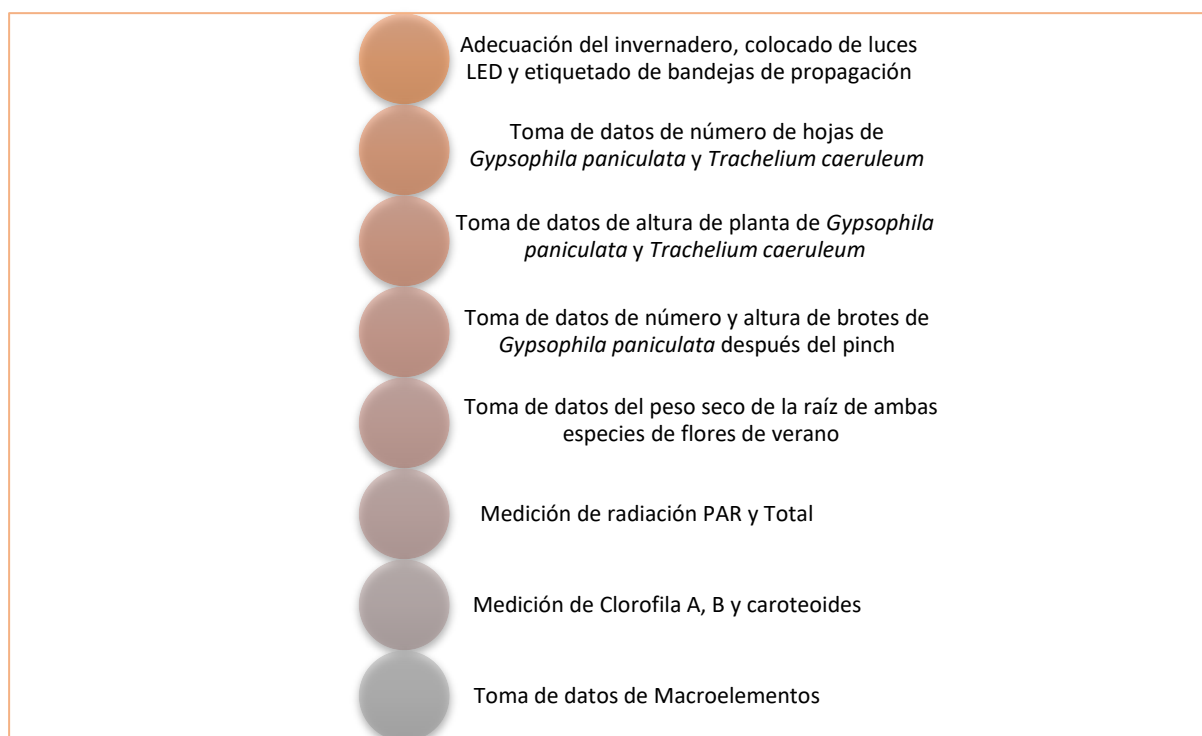 Adecuación del invernadero, colocado de luces
LED y etiquetado de bandejas de propagación
Toma de datos de número de hojas de
Gypsophila paniculata y Trachelium caeruleum
Toma de datos de altura de planta de Gypsophila
paniculata y Trachelium caeruleum
Toma de datos de número y altura de brotes de
Gypsophila paniculata después del pinch
Toma de datos del peso seco de la raíz de ambas
especies de flores de verano
Medición de radiación PAR y Total
Medición de Clorofila A, B y caroteoides
Toma de datos de Macroelementos